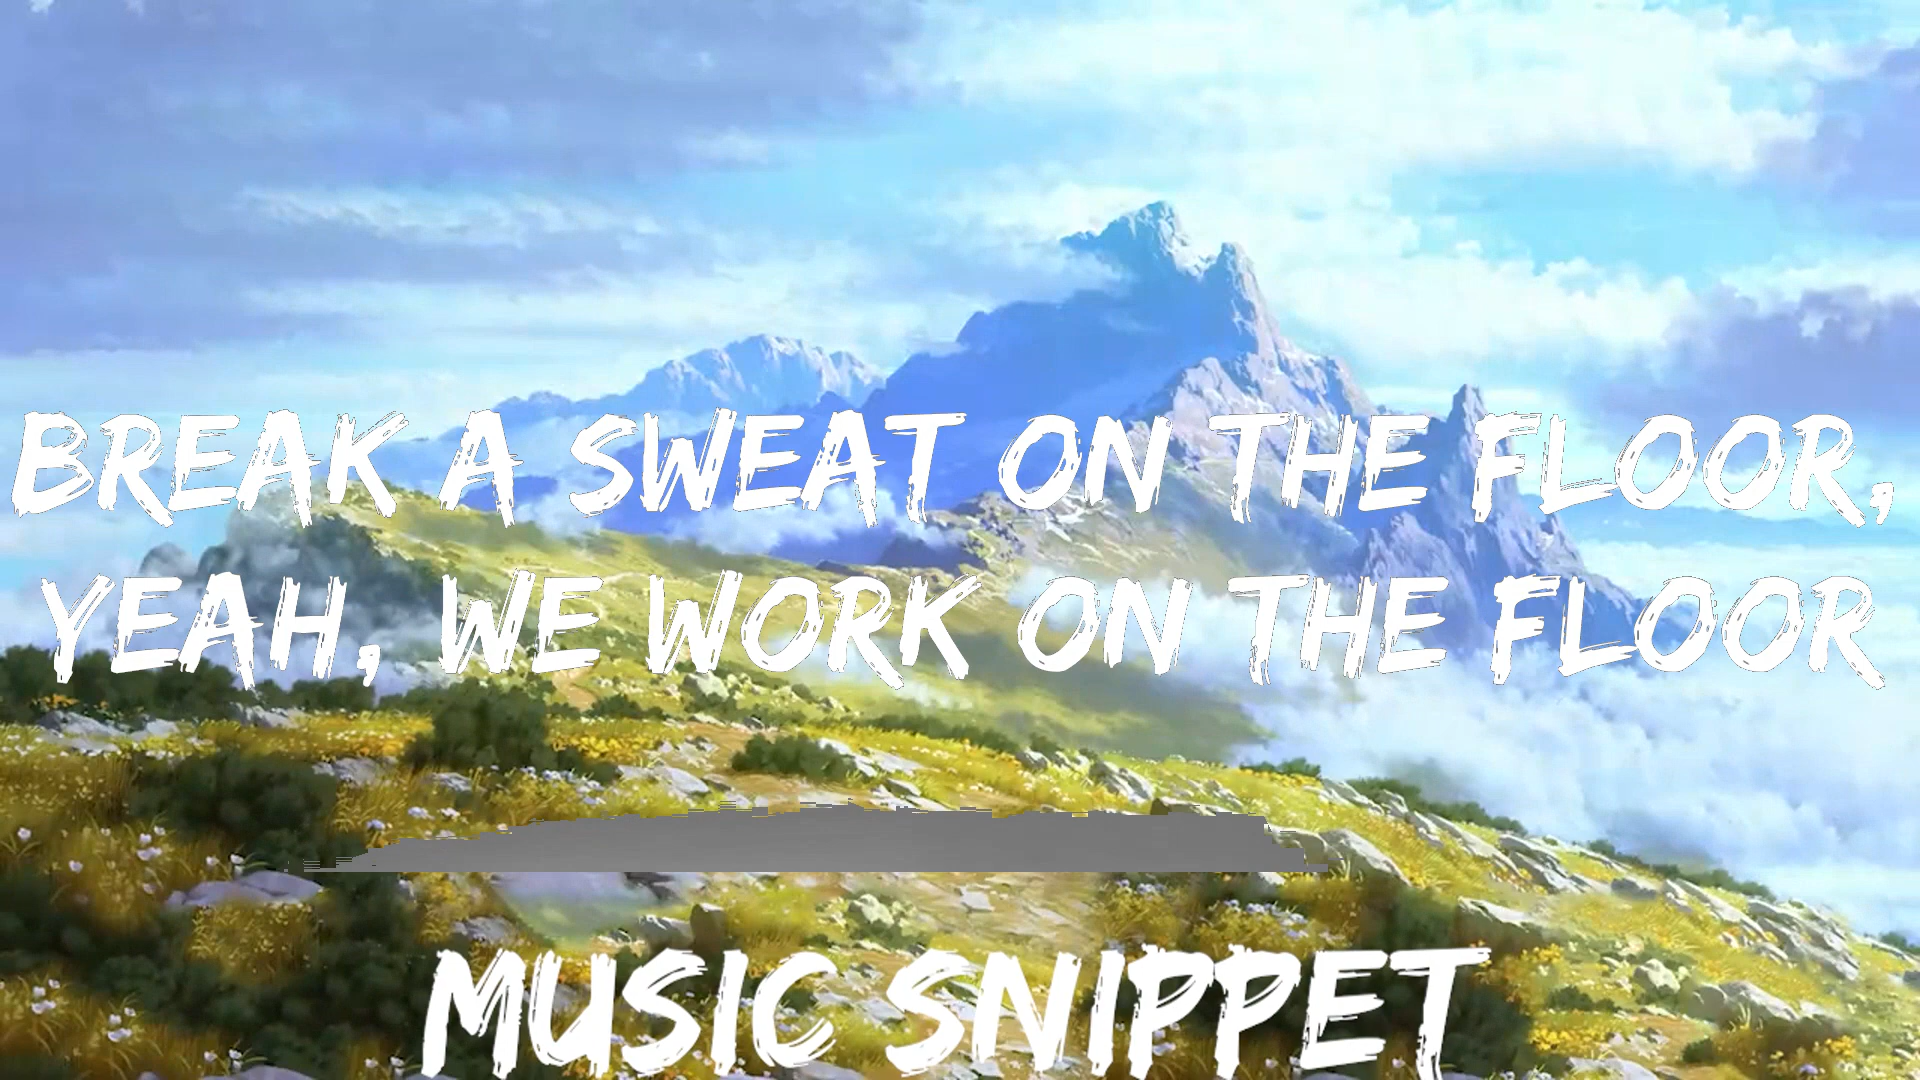 BREAK A SWEAT ON THE FLOOR,
YEAH, WE WORK ON THE FLOOR
MUSIC SNIPPET